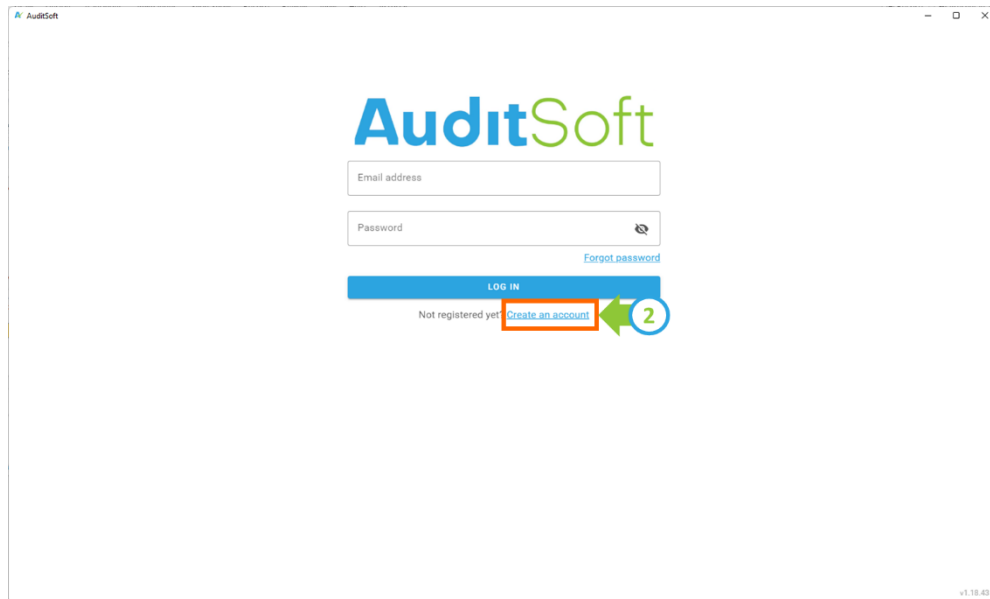 AuditSoft
AuditSoft
Email address
Password
Forgot password
LOG IN
Not registered yet? Create an account
2
v1.18.43